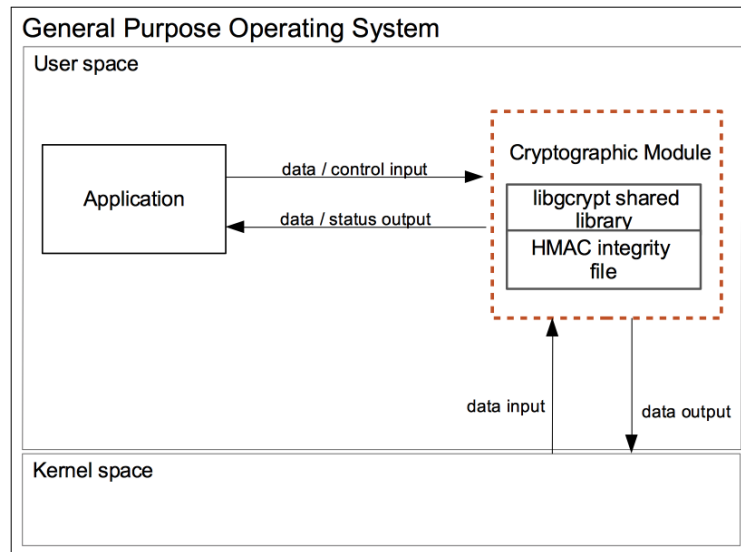 General Purpose Operating System
User space
Cryptographic Module
Application
data / control input
data / status output
libgcrypt shared
library
HMAC integrity
file
data input
data output
Kernel space